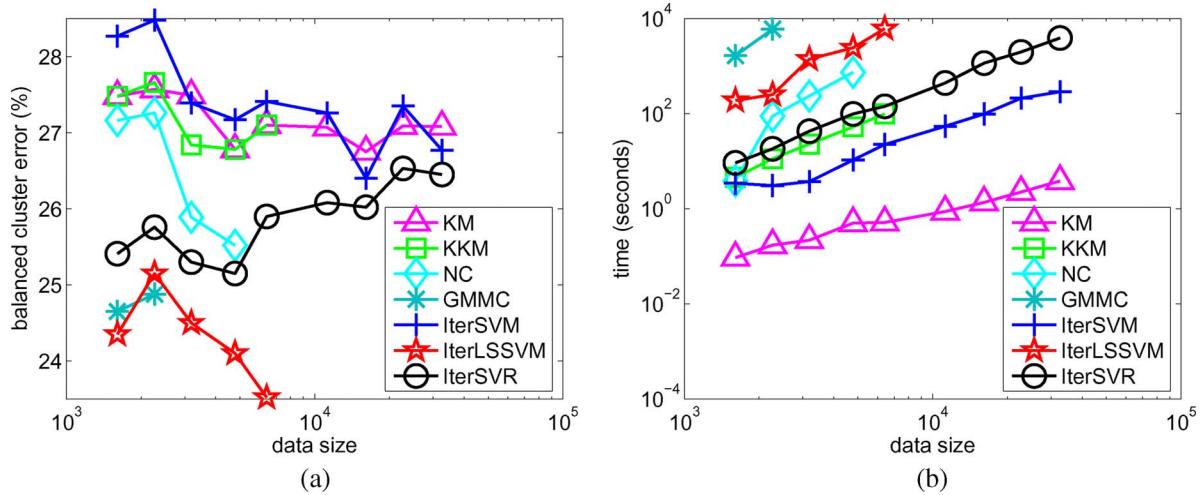 balanced cluster error (%)
28
27
26
25
24
10^3
10^4
10^5
data size
KM
KKM
NC
GMMC
IterSVM
IterLSSVM
IterSVR
(a)
time (seconds)
10^4
10^2
10^0
10^−2
10^−4
10^3
10^4
10^5
data size
KM
KKM
NC
GMMC
IterSVM
IterLSSVM
IterSVR
(b)